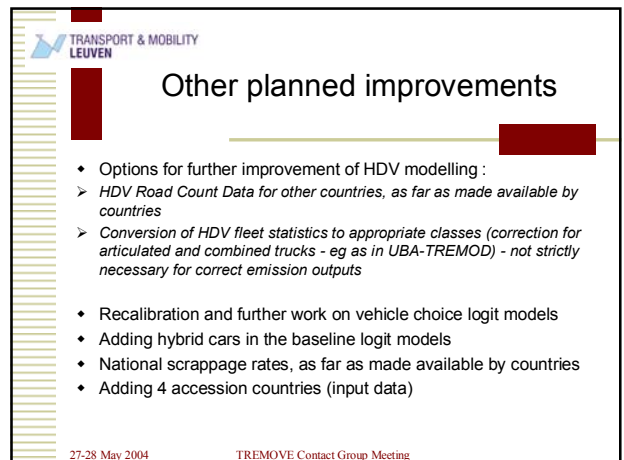 TRANSPORT & MOBILITY
LEUVEN
Other planned improvements
Options for further improvement of HDV modelling :
HDV Road Count Data for other countries, as far as made available by
countries
Conversion of HDV fleet statistics to appropriate classes (correction for
articulated and combined trucks - eg as in UBA-TREMOD) - not strictly
necessary for correct emission outputs
Recalibration and further work on vehicle choice logit models
Adding hybrid cars in the baseline logit models
National scrappage rates, as far as made available by countries
Adding 4 accession countries (input data)
27-28 May 2004 TREMOVE Contact Group Meeting